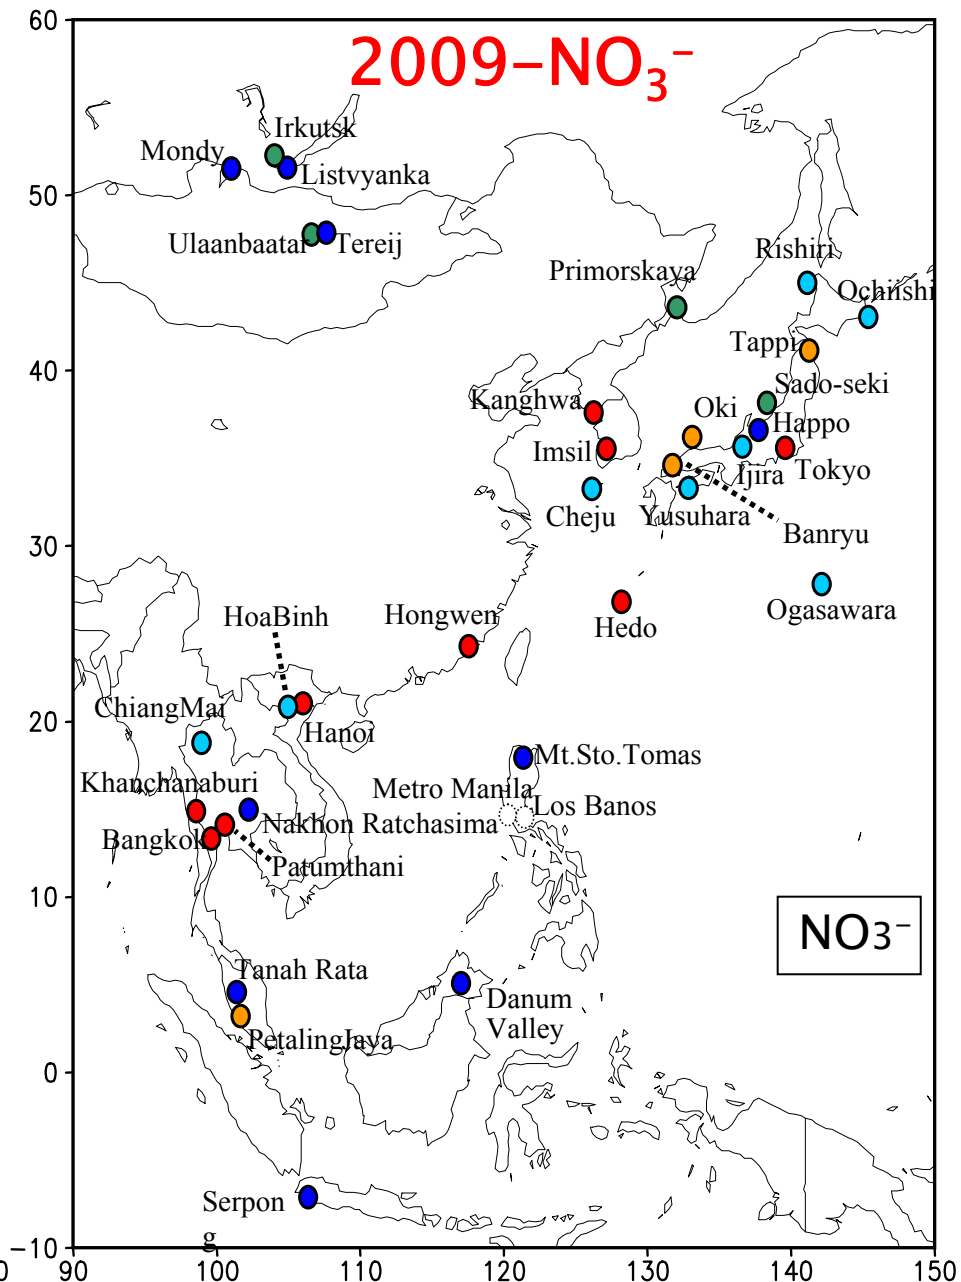 60
2009–NO₃⁻
Irkutsk
Mondy
Listvyanka
50
Ulaanbaatar
Tereij
Rishiri
Primorskaya
Ochiishi
Tappi
40
Sado-seki
Kanghwa
Oki
Happo
Imsil
Ijira
Tokyo
Cheju
Yusuhara
Banryu
30
HoaBinh
Hongwen
Ogasawara
Hedo
ChiangMai
20
Hanoi
Mt.Sto.Tomas
Khanchanaburi
Metro Manila
Los Banos
Nakhon Ratchasima
Bangkok
Patumthani
10
NO3⁻
Tanah Rata
Danum
Valley
PetalingJaya
0
Serpon
g
−10
0
90 100 110 120 130 140 150